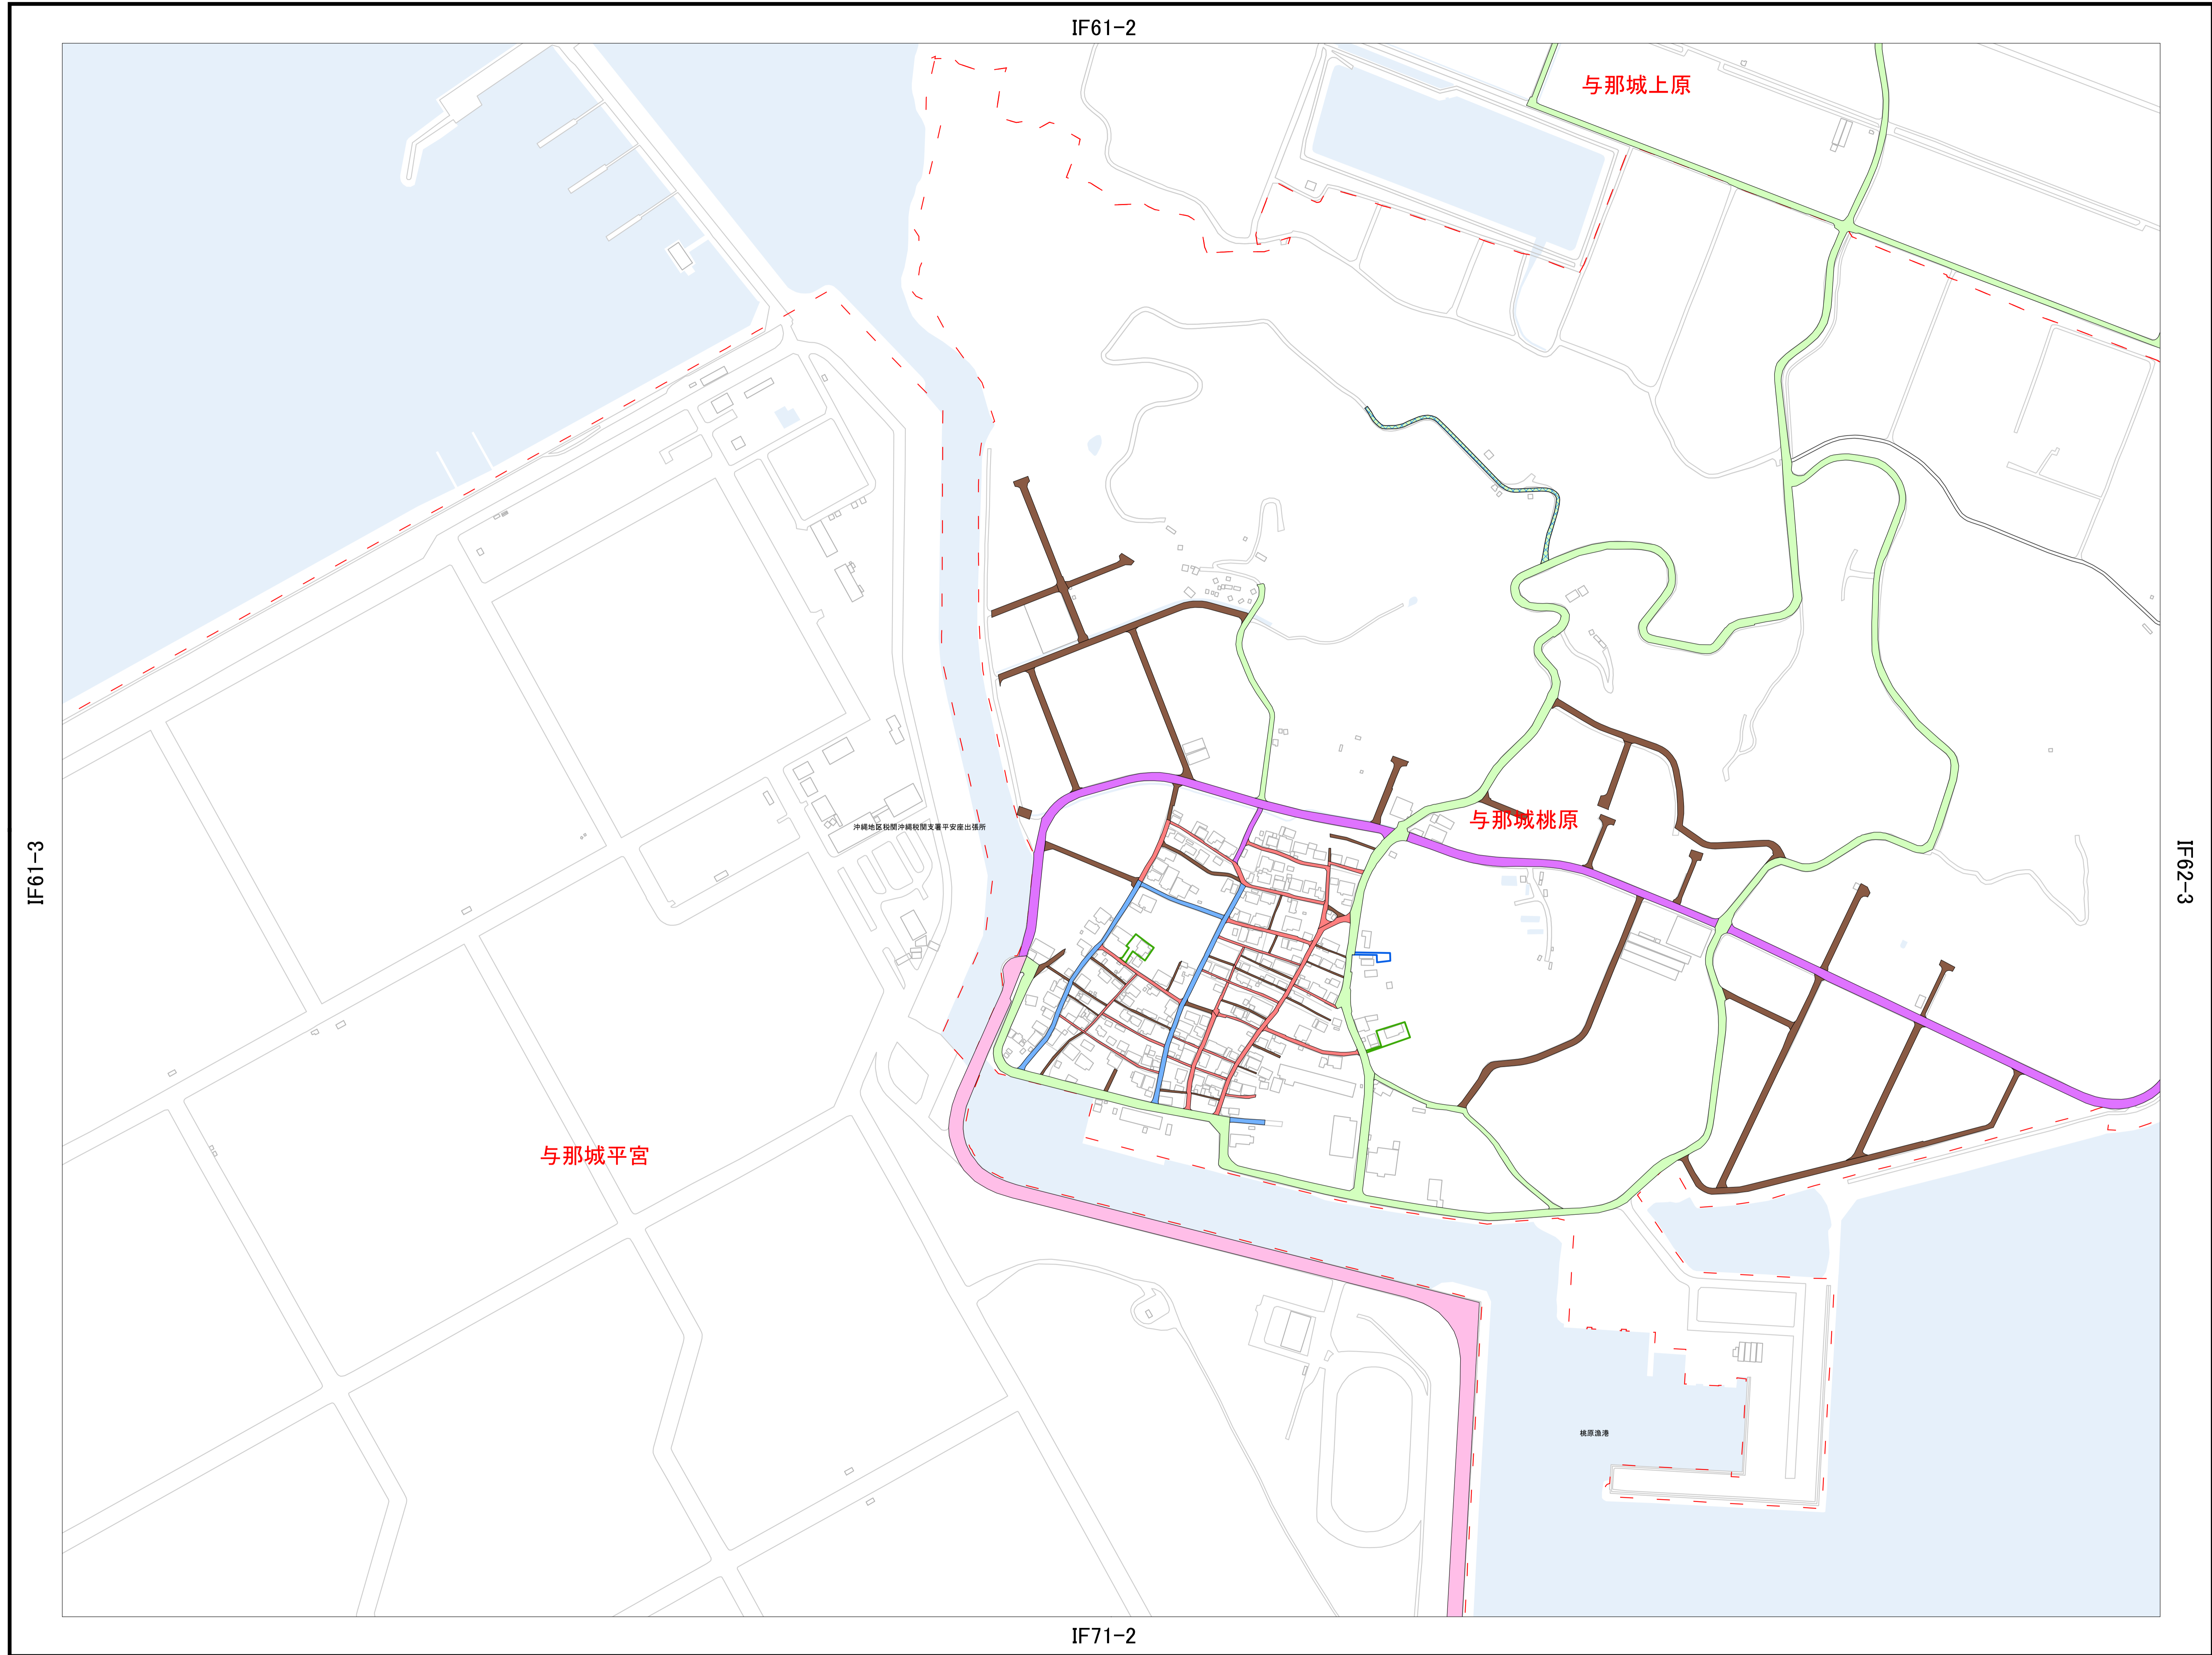 IF61-2
与那城上原
与那城桃原
沖縄地区税関沖縄税関支署平安座出張所
IF61-3
IF62-3
与那城平宮
桃原漁港
IF71-2